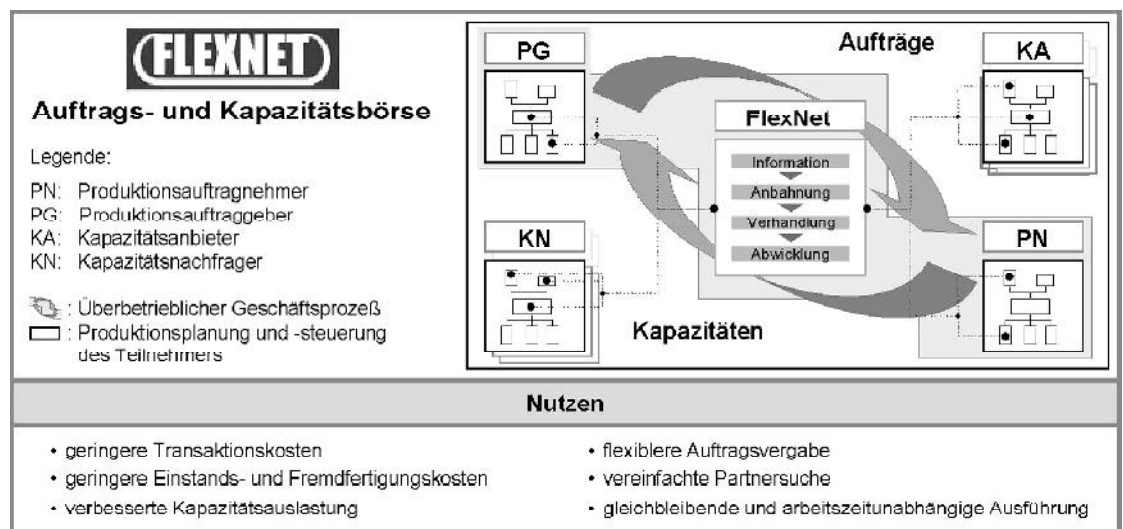 FLEXNET
Auftrags- und Kapazitätsbörse
Legende:
PN: Produktionsauftragnehmer
PG: Produktionsauftraggeber
KA: Kapazitätsanbieter
KN: Kapazitätsnachfrager
: Überbetrieblicher Geschäftsprozeß
: Produktionsplanung und -steuerung
des Teilnehmers
PG
Aufträge
KA
FlexNet
Information
Anbahnung
Verhandlung
Abwicklung
KN
PN
Kapazitäten
Nutzen
• geringere Transaktionskosten
• geringere Einstands- und Fremdfertigungskosten
• verbesserte Kapazitätsauslastung
• flexiblere Auftragsvergabe
• vereinfachte Partnersuche
• gleichbleibende und arbeitszeitunabhängige Ausführung